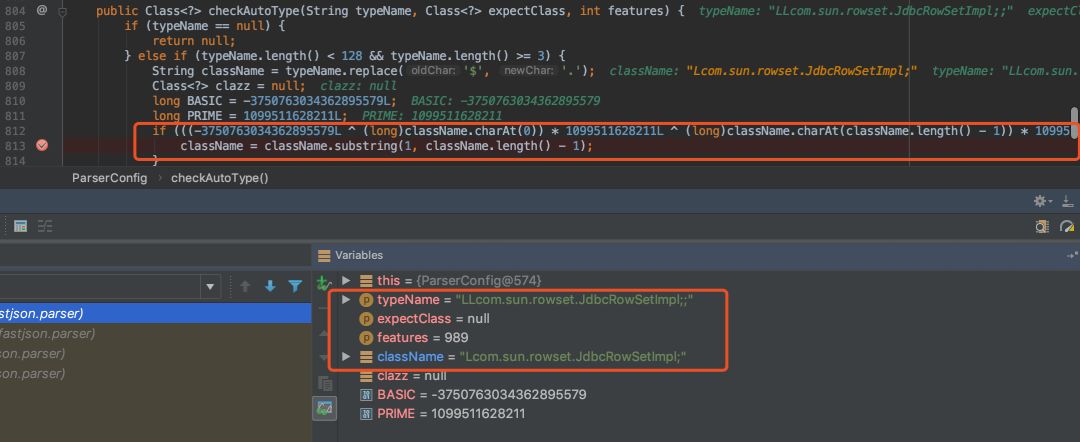 804 @ public Class<?> checkAutoType(String typeName, Class<?> expectClass, int features) { typeName: "LLcom.sun.rowset.JdbcRowSetImpl;;" expectCl
805 if (typeName == null) {
806 return null;
807 } else if (typeName.length() < 128 && typeName.length() >= 3) {
808 String className = typeName.replace( oldChar: '$', newChar: '.'); className: "Lcom.sun.rowset.JdbcRowSetImpl;" typeName: "LLcom.sun.
809 Class<?> clazz = null; clazz: null
810 long BASIC = -3750763034362895579L; BASIC: -3750763034362895579
811 long PRIME = 1099511628211L; PRIME: 1099511628211
812 if (((-3750763034362895579L ^ (long)className.charAt(0)) * 1099511628211L ^ (long)className.charAt(className.length() - 1)) * 10995
813 className = className.substring(1, className.length() - 1);
814 }
ParserConfig › checkAutoType()
Variables
this = {ParserConfig@574}
typeName = "LLcom.sun.rowset.JdbcRowSetImpl;;"
stjson.parser)
expectClass = null
fastjson.parser)
features = 989
n.parser)
className = "Lcom.sun.rowset.JdbcRowSetImpl;"
son.parser)
clazz = null
BASIC = -3750763034362895579
PRIME = 1099511628211